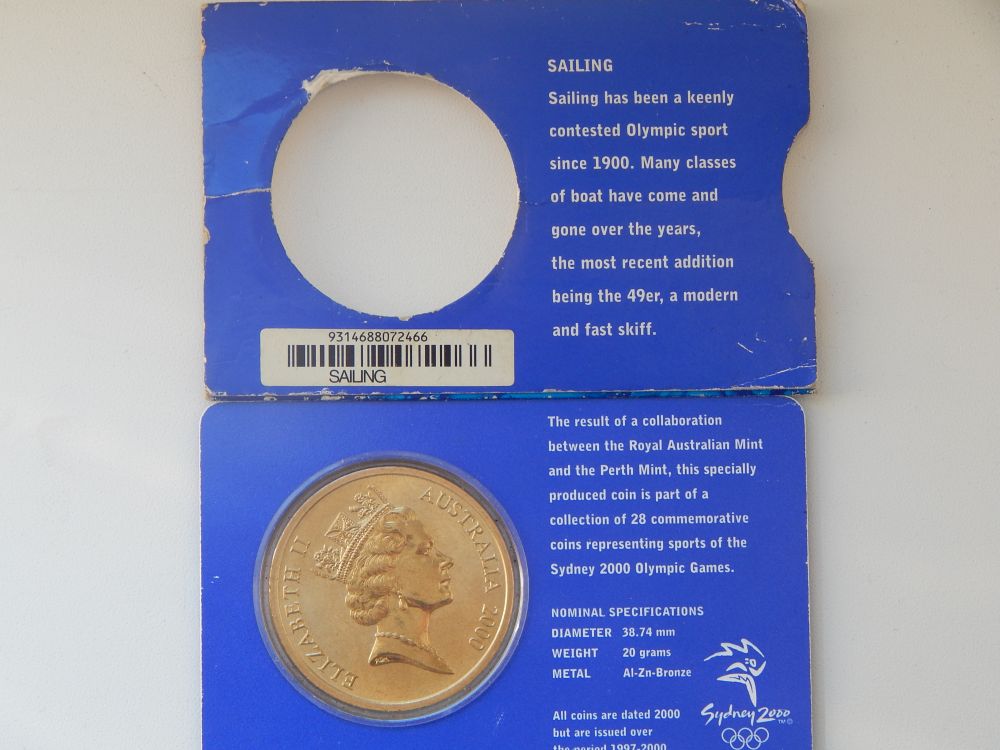 SAILING
Sailing has been a keenly
contested Olympic sport
since 1900. Many classes
of boat have come and
gone over the years,
the most recent addition
being the 49er, a modern
and fast skiff.
9314688072466
SAILING
The result of a collaboration
between the Royal Australian Mint
and the Perth Mint, this specially
produced coin is part of a
collection of 28 commemorative
coins representing sports of the
Sydney 2000 Olympic Games.
ELIZABETH II
AUSTRALIA 2000
NOMINAL SPECIFICATIONS
DIAMETER 38.74 mm
WEIGHT 20 grams
METAL Al-Zn-Bronze
Sydney 2000 TM ©
All coins are dated 2000
but are issued over
the period 1997-2000